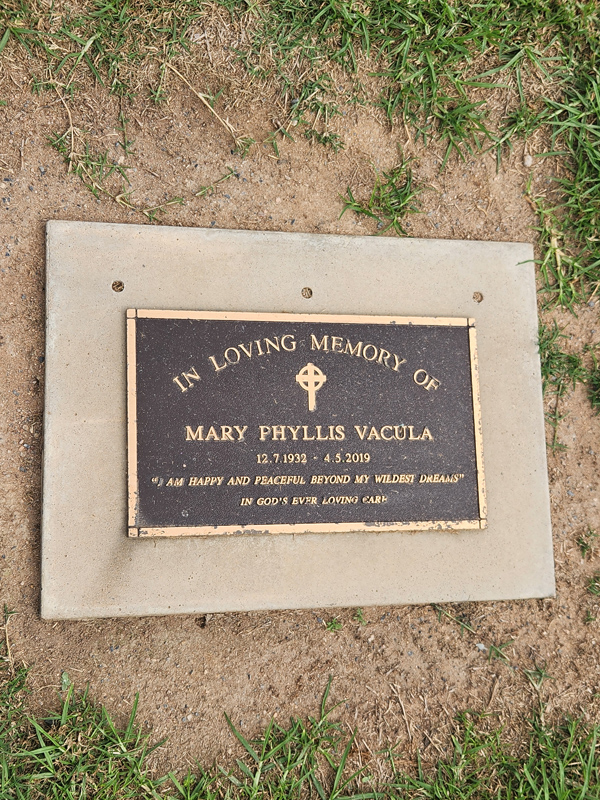 IN LOVING MEMORY OF
MARY PHYLLIS VACULA
12.7.1932 - 4.5.2019
"I AM HAPPY AND PEACEFUL BEYOND MY WILDEST DREAMS"
IN GOD'S EVER LOVING CARE